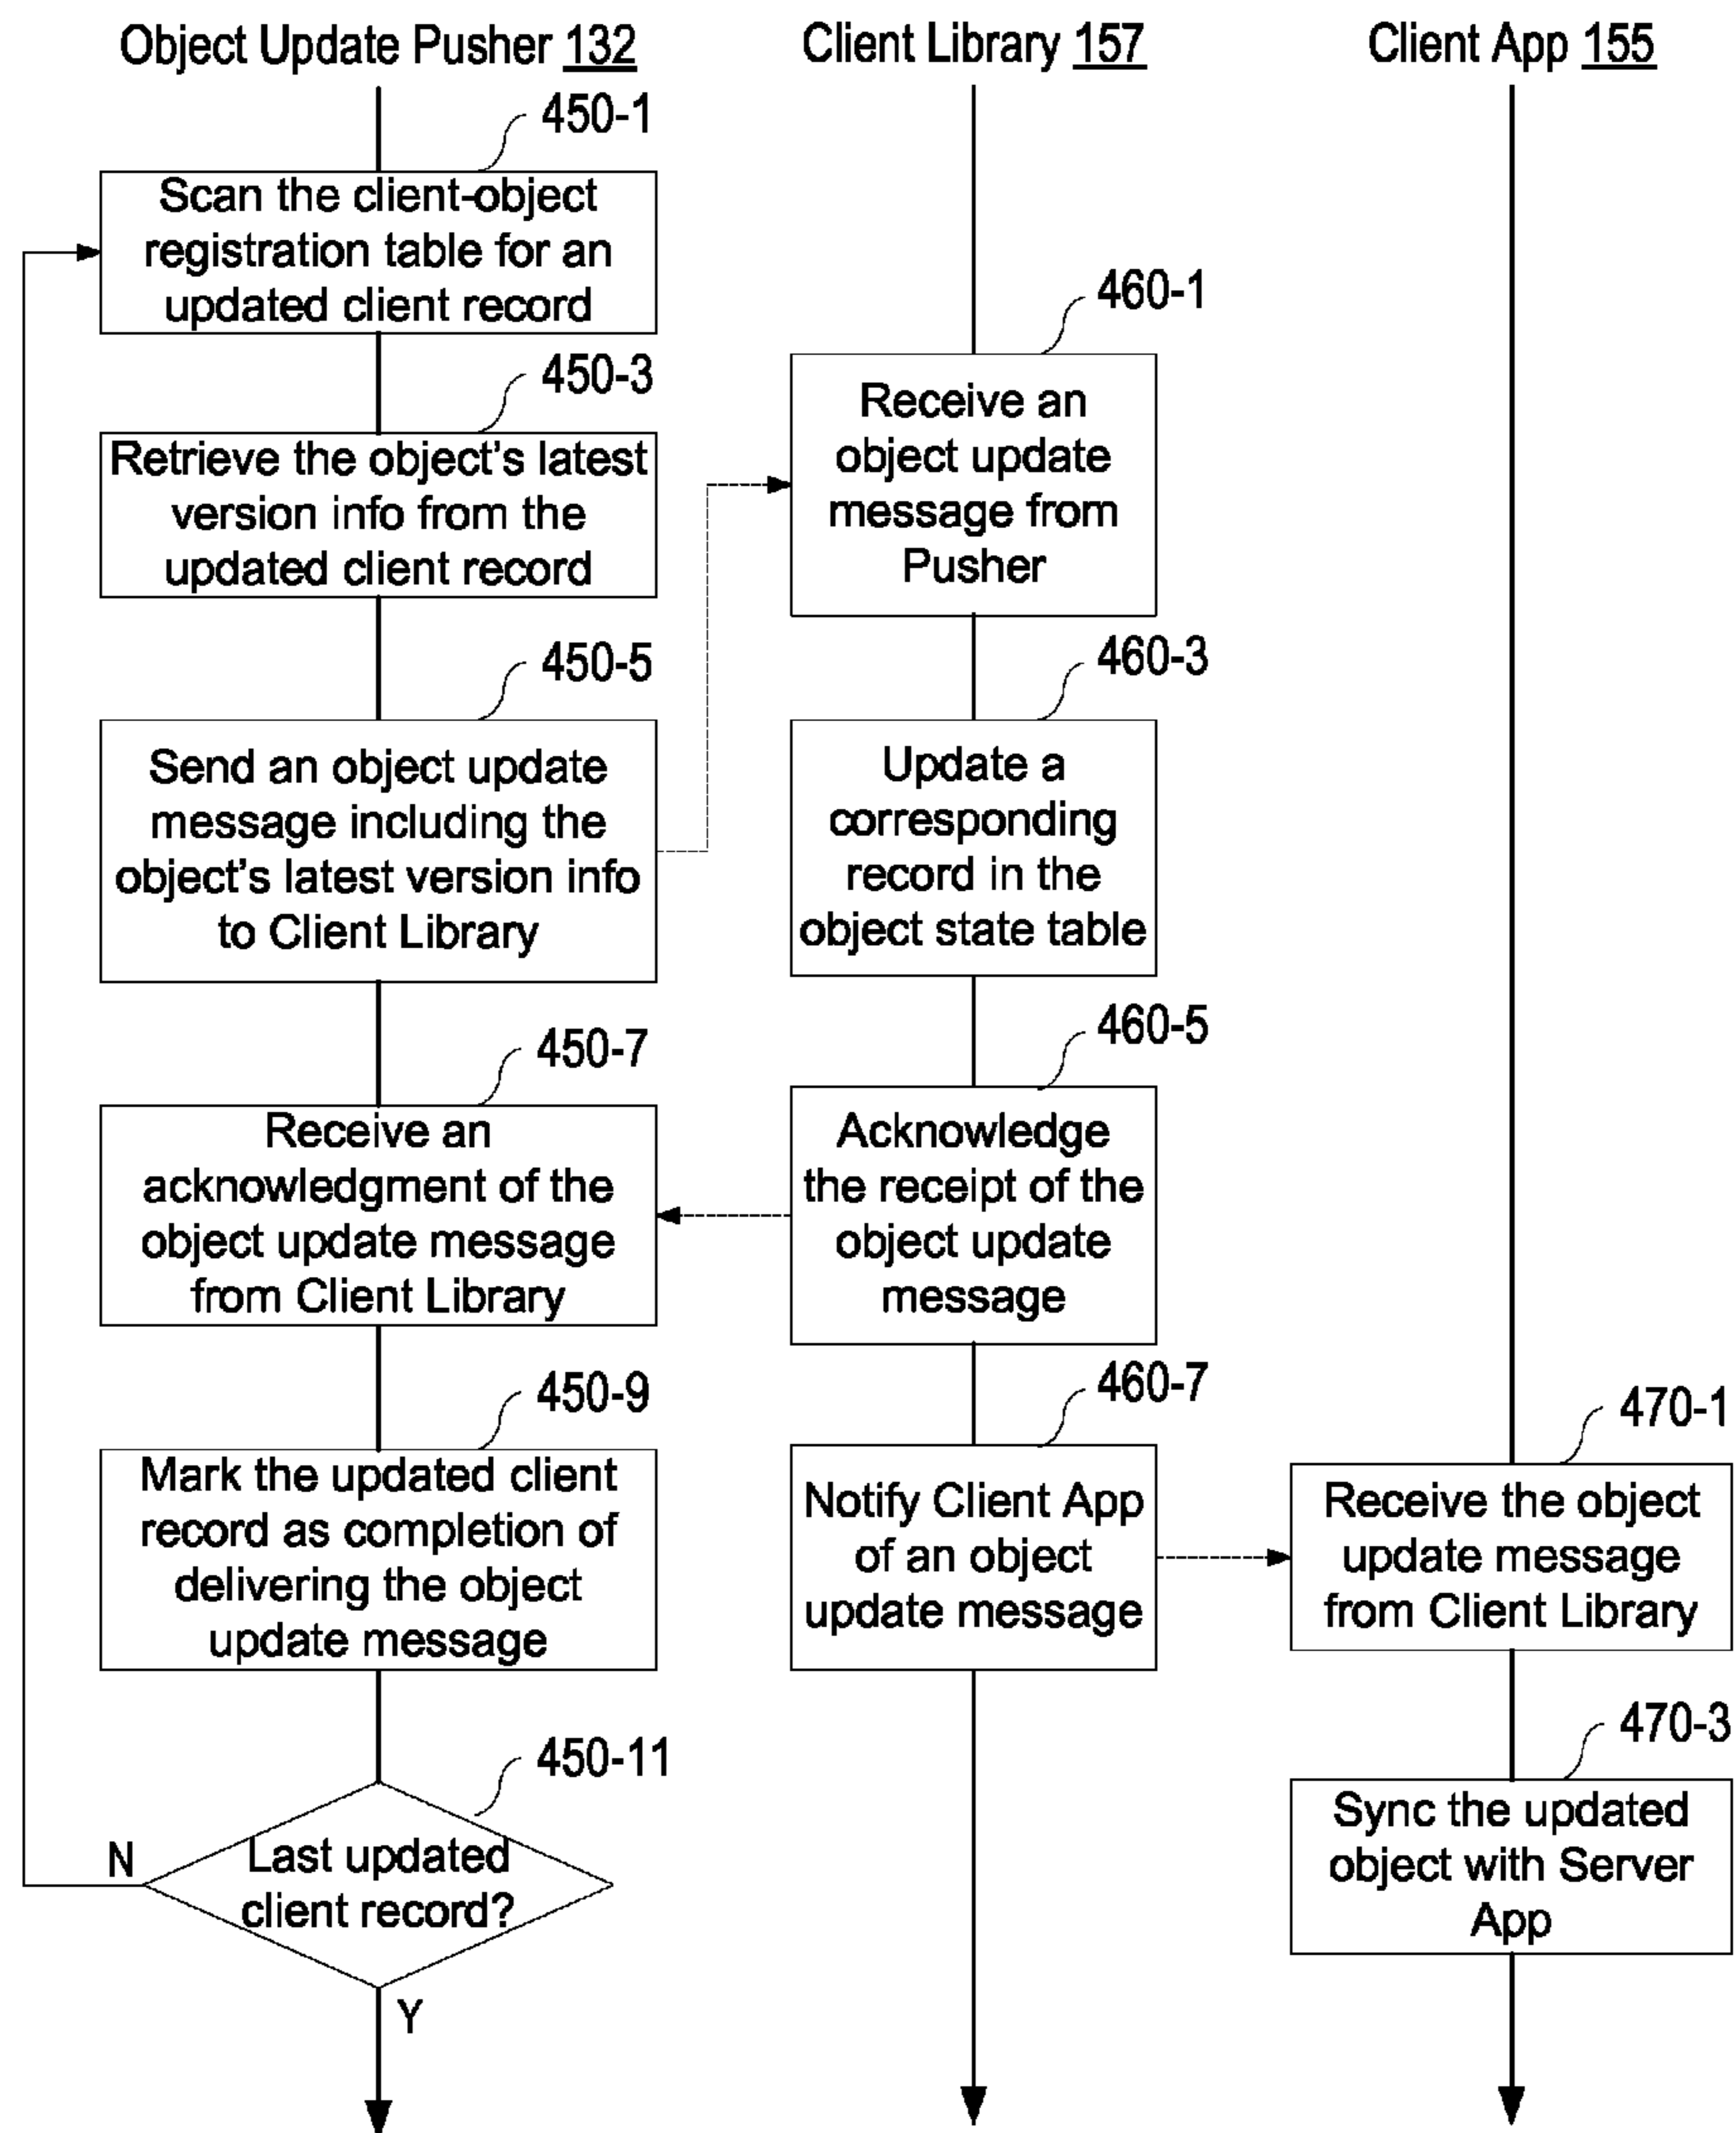 Object Update Pusher 132
Client Library 157
Client App 155
450-1
Scan the client-object
registration table for an
updated client record
450-3
Retrieve the object's latest
version info from the
updated client record
450-5
Send an object update
message including the
object's latest version info
to Client Library
450-7
Receive an
acknowledgment of the
object update message
from Client Library
450-9
Mark the updated client
record as completion of
delivering the object
update message
450-11
Last updated
client record?
N
Y
460-1
Receive an
object update
message from
Pusher
460-3
Update a
corresponding
record in the
object state table
460-5
Acknowledge
the receipt of the
object update
message
460-7
Notify Client App
of an object
update message
470-1
Receive the object
update message
from Client Library
470-3
Sync the updated
object with Server
App